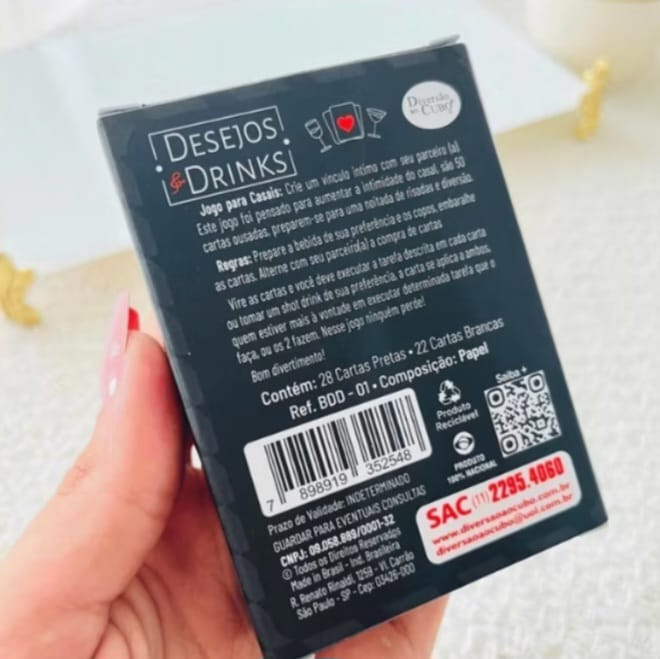 DESEJOS
& DRINKS
Diversão
ao CUBO
Jogo para Casais: Crie um vínculo íntimo com seu parceiro (a)
Este jogo foi pensado para aumentar a intimidade do casal, são 50
cartas ousadas, preparem-se para uma noitada de risadas e diversão.
Regras: Prepare a bebida de sua preferência e os copos, embaralhe
as cartas. Alterne com seu parceiro(a) a compra de cartas
Vire as cartas e você deve executar a tarefa descrita em cada carta
ou tomar um shot drink de sua preferência, a carta se aplica a ambos,
quem estiver mais à vontade em executar determinada tarefa que o
faça, ou os 2 fazem. Nesse jogo ninguém perde!
Bom divertimento!
Contém: 28 Cartas Pretas • 22 Cartas Brancas
Ref. BDD - 01 • Composição: Papel
7 898919 352548
Produto
Reciclável
PRODUTO
100% NACIONAL
Saiba +
Prazo de Validade: INDETERMINADO
GUARDAR PARA EVENTUAIS CONSULTAS
CNPJ: 09.058.889/0001-32
© Todos os Direitos Reservados
Made in Brasil - Ind. Brasileira
R. Renato Rinaldi, 1259 - Vl. Carrão
São Paulo - SP - Cep: 03426-000
SAC (11) 2295.4060
www.diversaoaocubo.com.br
diversaoaocubo@uol.com.br